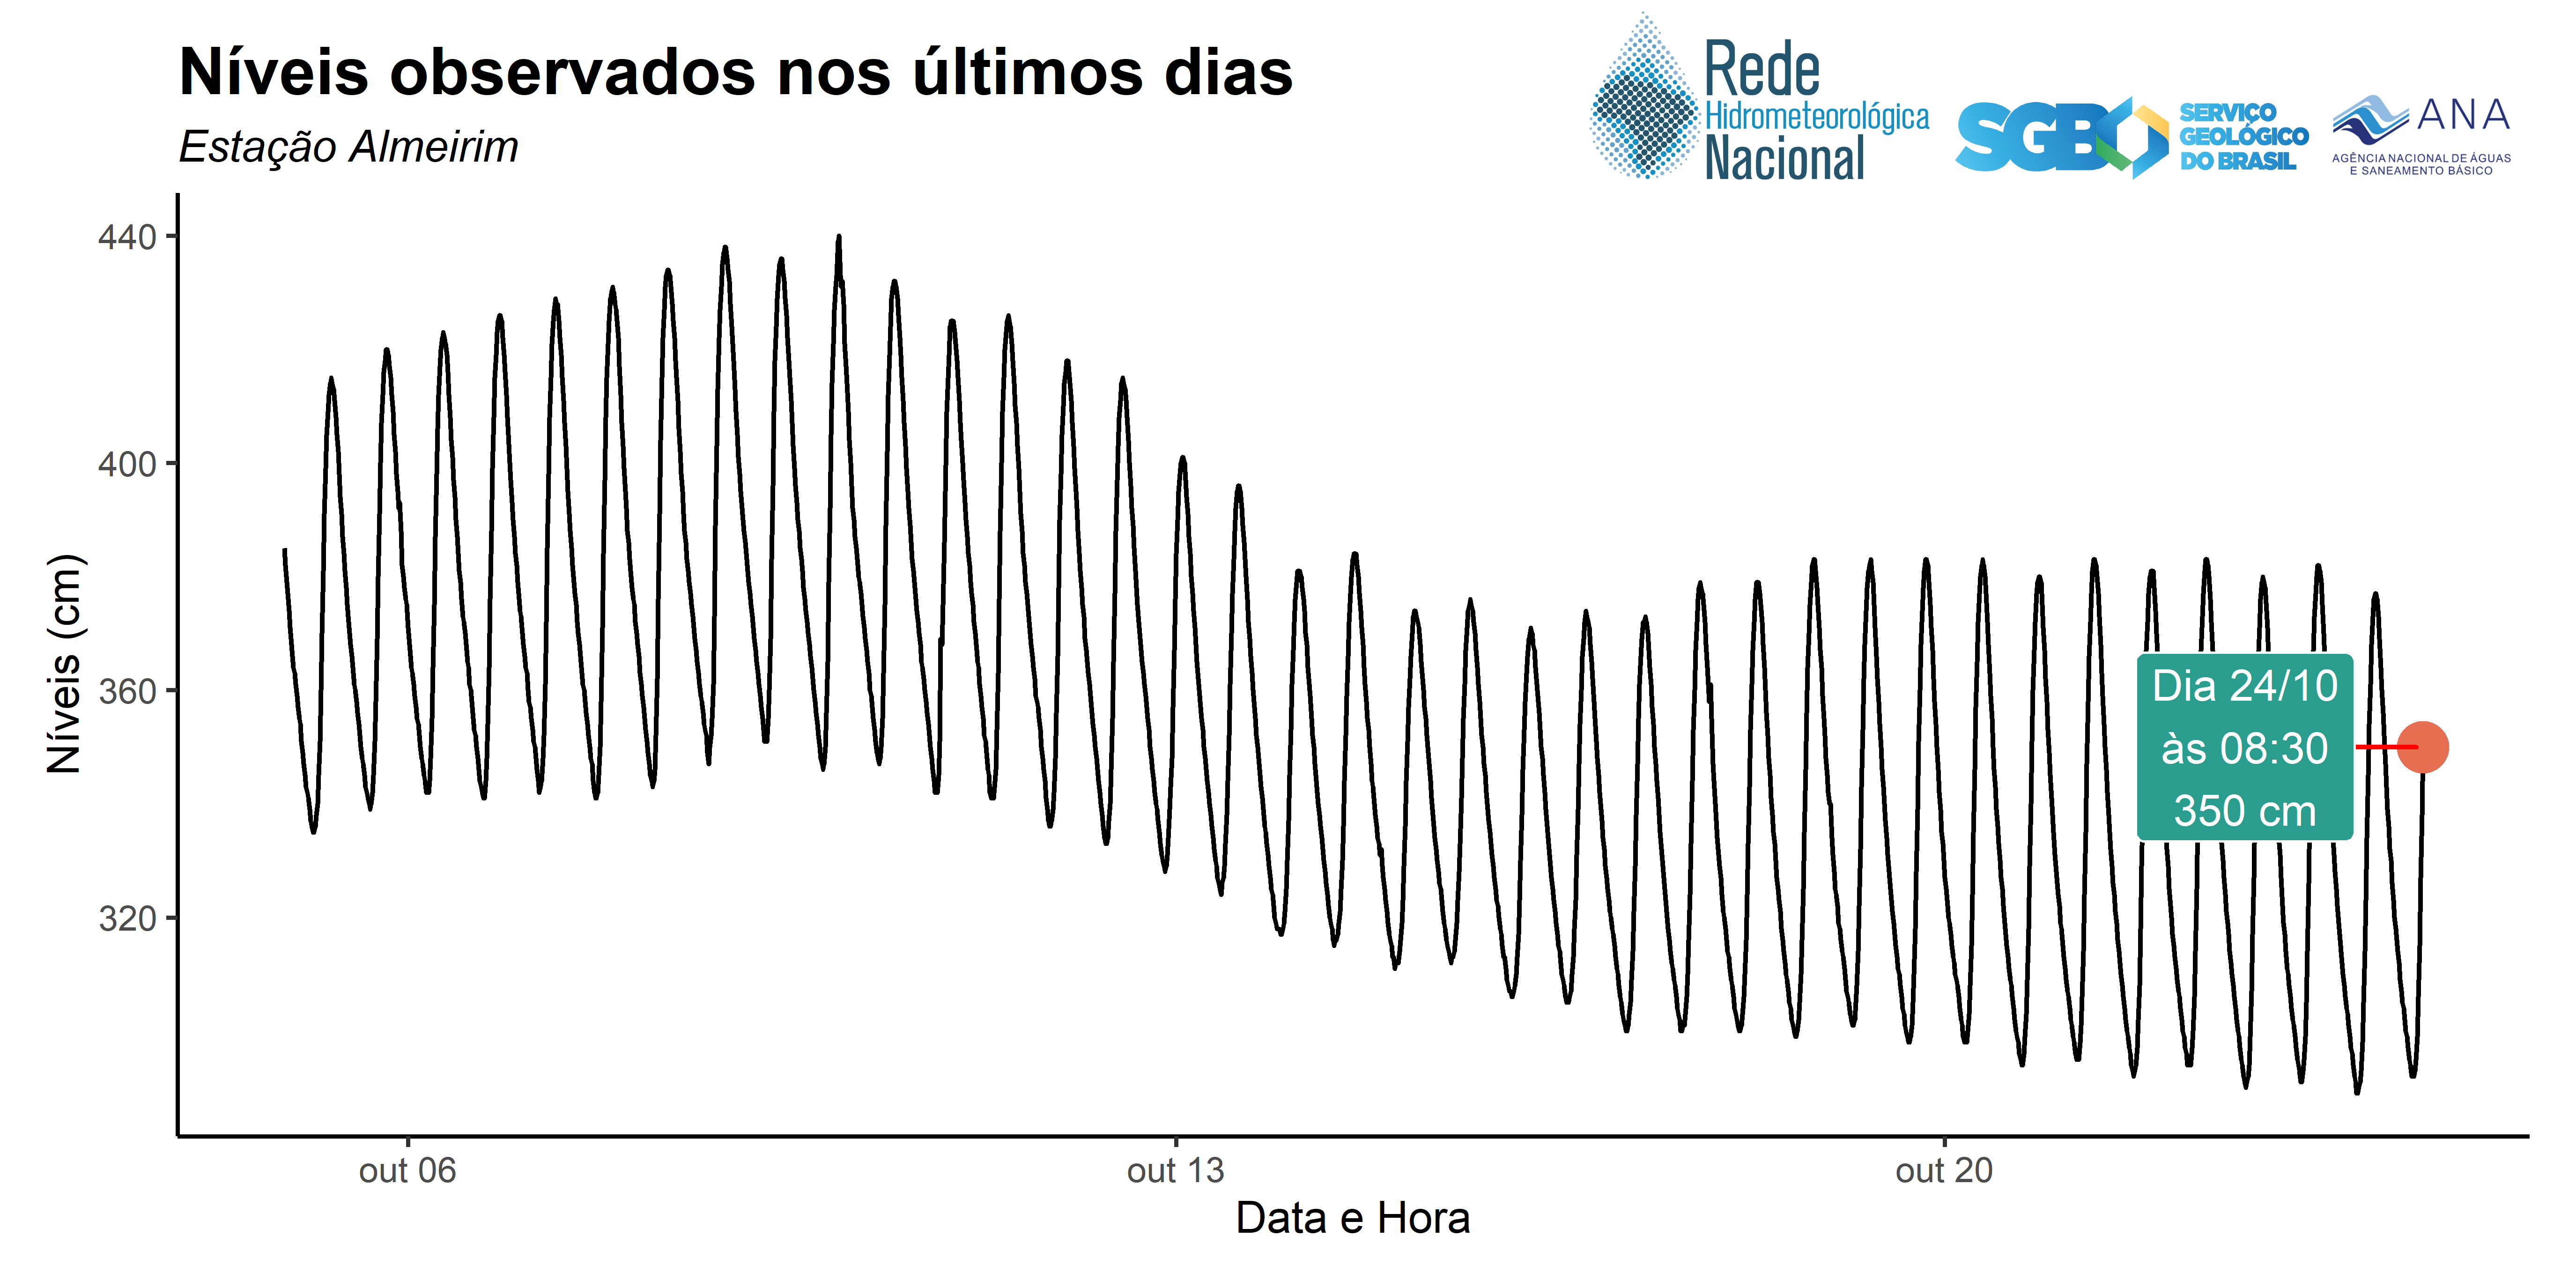 Níveis observados nos últimos dias
Estação Almeirim
Rede
Hidrometeorológica
Nacional
SGB
SERVIÇO
GEOLÓGICO
DO BRASIL
ANA
AGÊNCIA NACIONAL DE ÁGUAS
E SANEAMENTO BÁSICO
Níveis (cm)
440
400
360
320
Dia 24/10
às 08:30
350 cm
out 06
out 13
out 20
Data e Hora